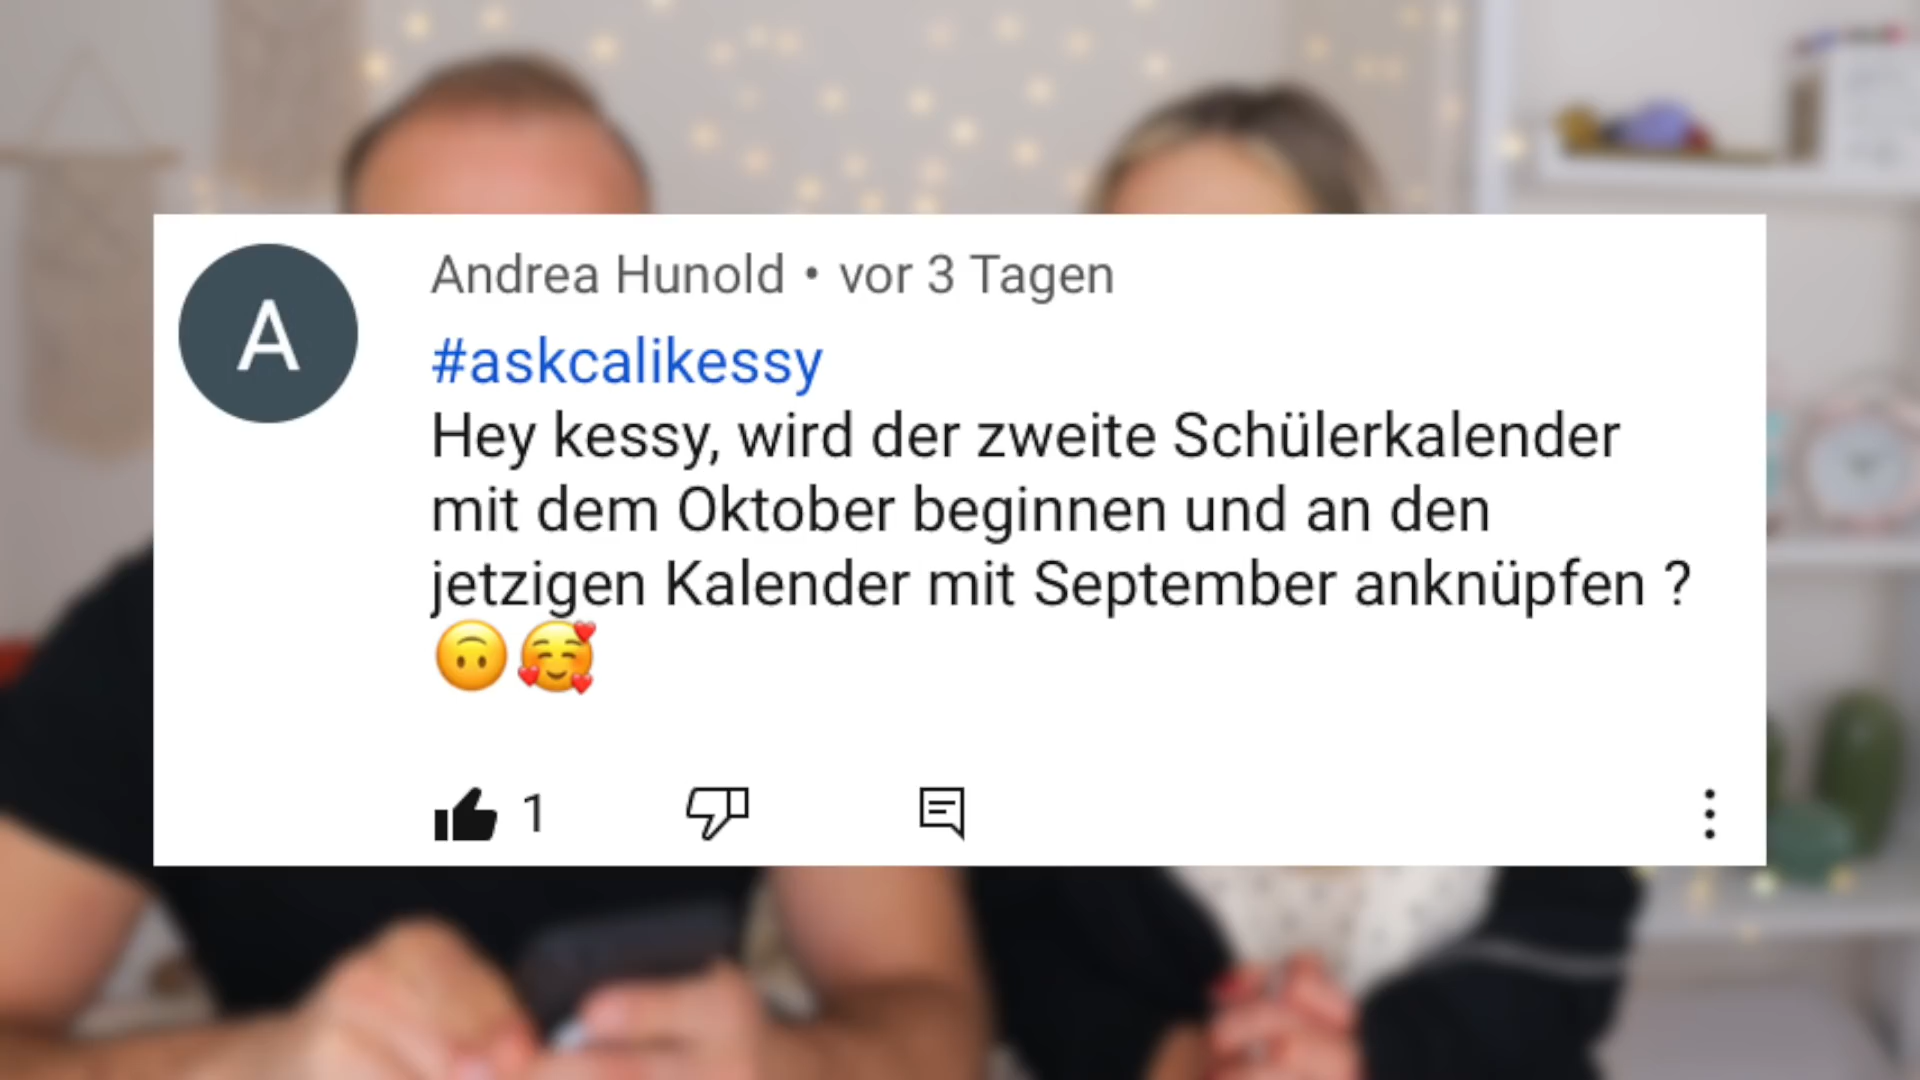 A
Andrea Hunold • vor 3 Tagen
#askcalikessy
Hey kessy, wird der zweite Schülerkalender
mit dem Oktober beginnen und an den
jetzigen Kalender mit September anknüpfen ?
🙃🥰
1